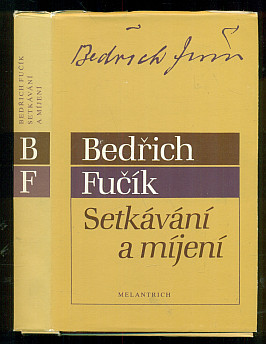 BEDŘICH FUČÍK
SETKÁVÁNÍ
A MÍJENÍ
B
F
Bedřich Fučík
Bedřich
Fučík
Setkávání
a míjení
MELANTRICH